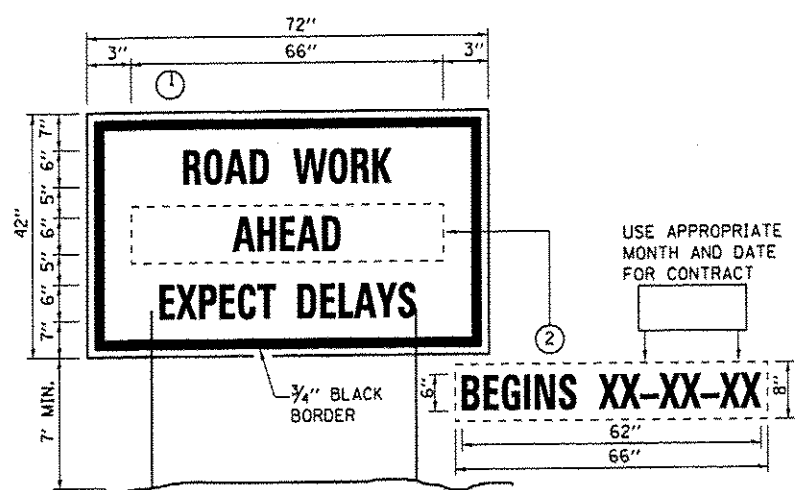 72"
3" 66" 3"
1
42"
7"
6"
5"
6"
5"
6"
7"
7' MIN.
ROAD WORK
AHEAD
EXPECT DELAYS
3/4" BLACK
BORDER
2
USE APPROPRIATE
MONTH AND DATE
FOR CONTRACT
6"
BEGINS XX-XX-XX
8"
62"
66"